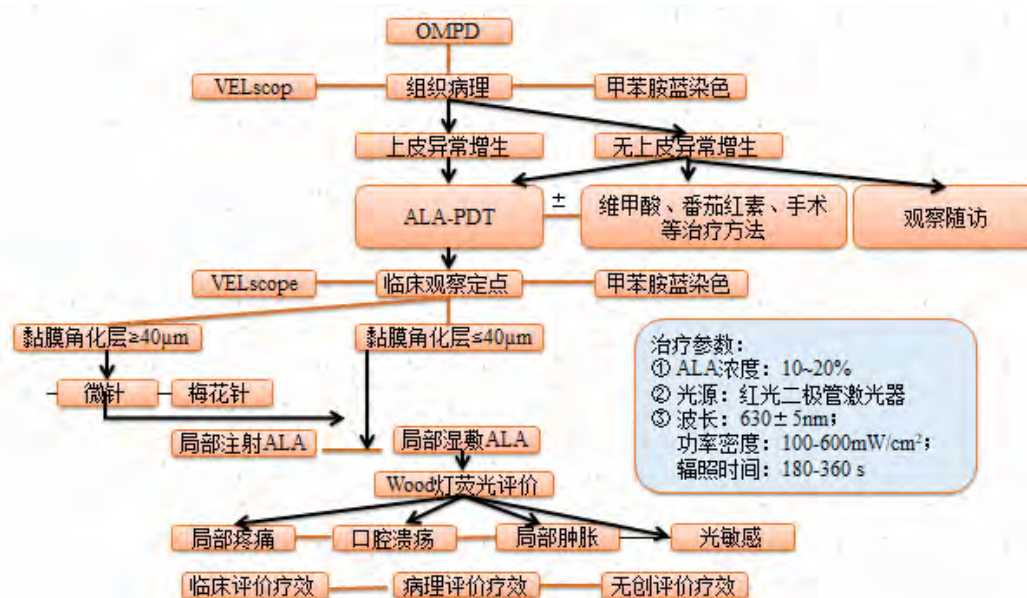 OMPD
VELscop
组织病理
甲苯胺蓝染色
上皮异常增生
无上皮异常增生
ALA-PDT
±
维甲酸、番茄红素、手术
等治疗方法
观察随访
VELscope
临床观察定点
甲苯胺蓝染色
黏膜角化层≥40μm
黏膜角化层≤40μm
微针
梅花针
局部注射ALA
局部湿敷ALA
Wood灯荧光评价
局部疼痛
口腔溃疡
局部肿胀
光敏感
临床评价疗效
病理评价疗效
无创评价疗效
治疗参数：
① ALA浓度：10~20%
② 光源：红光二极管激光器
③ 波长：630±5nm；
功率密度：100-600mW/cm²；
辐照时间：180-360 s